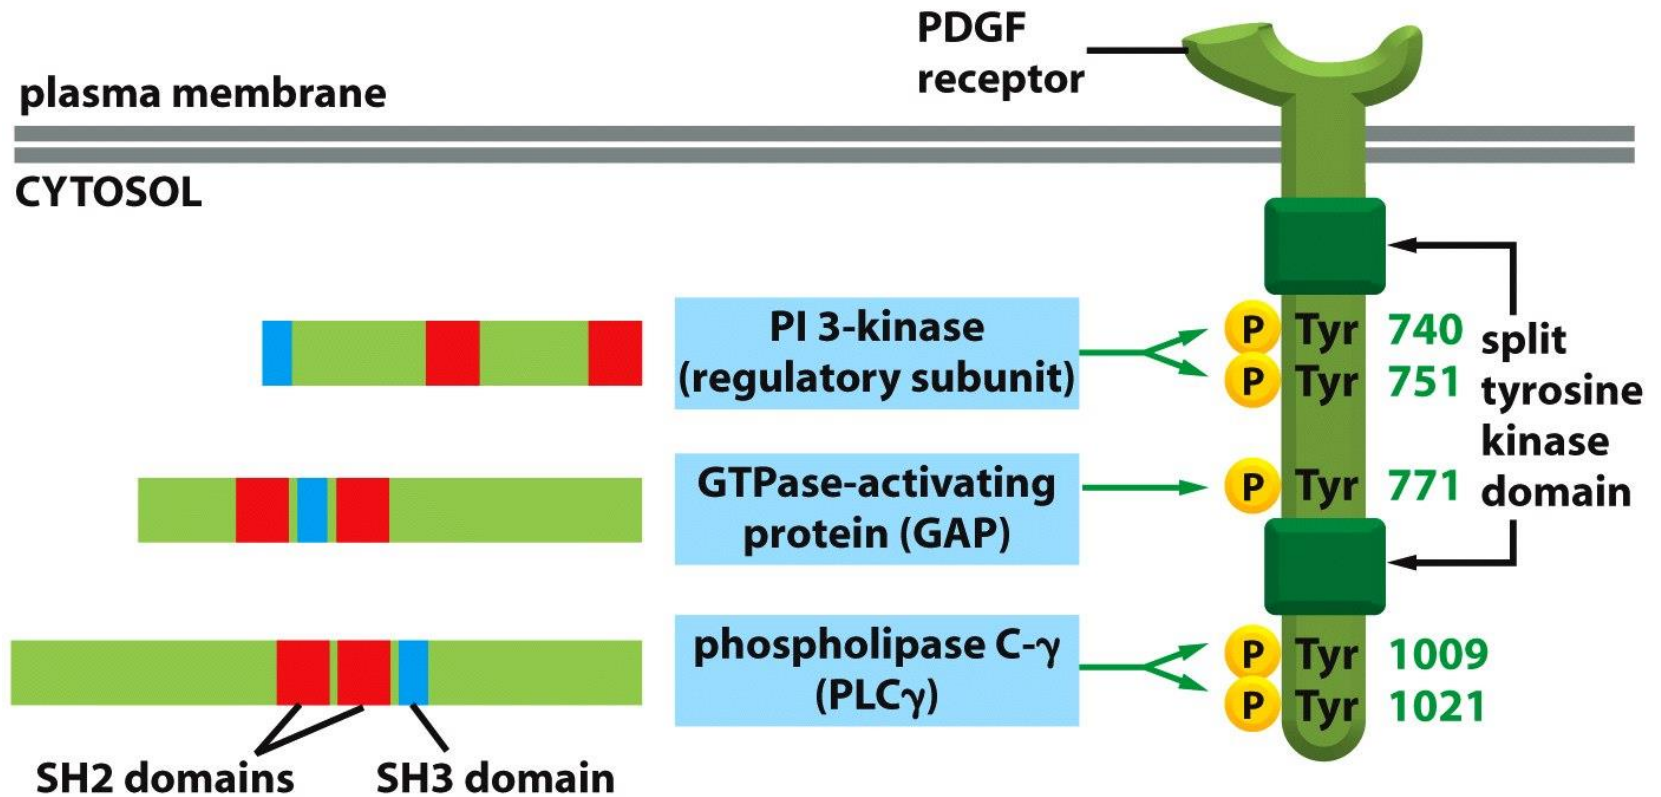 PDGF
receptor
plasma membrane
CYTOSOL
PI 3-kinase
(regulatory subunit)
P Tyr 740
P Tyr 751
split
tyrosine
kinase
domain
GTPase-activating
protein (GAP)
P Tyr 771
phospholipase C-γ
(PLCγ)
P Tyr 1009
P Tyr 1021
SH2 domains
SH3 domain